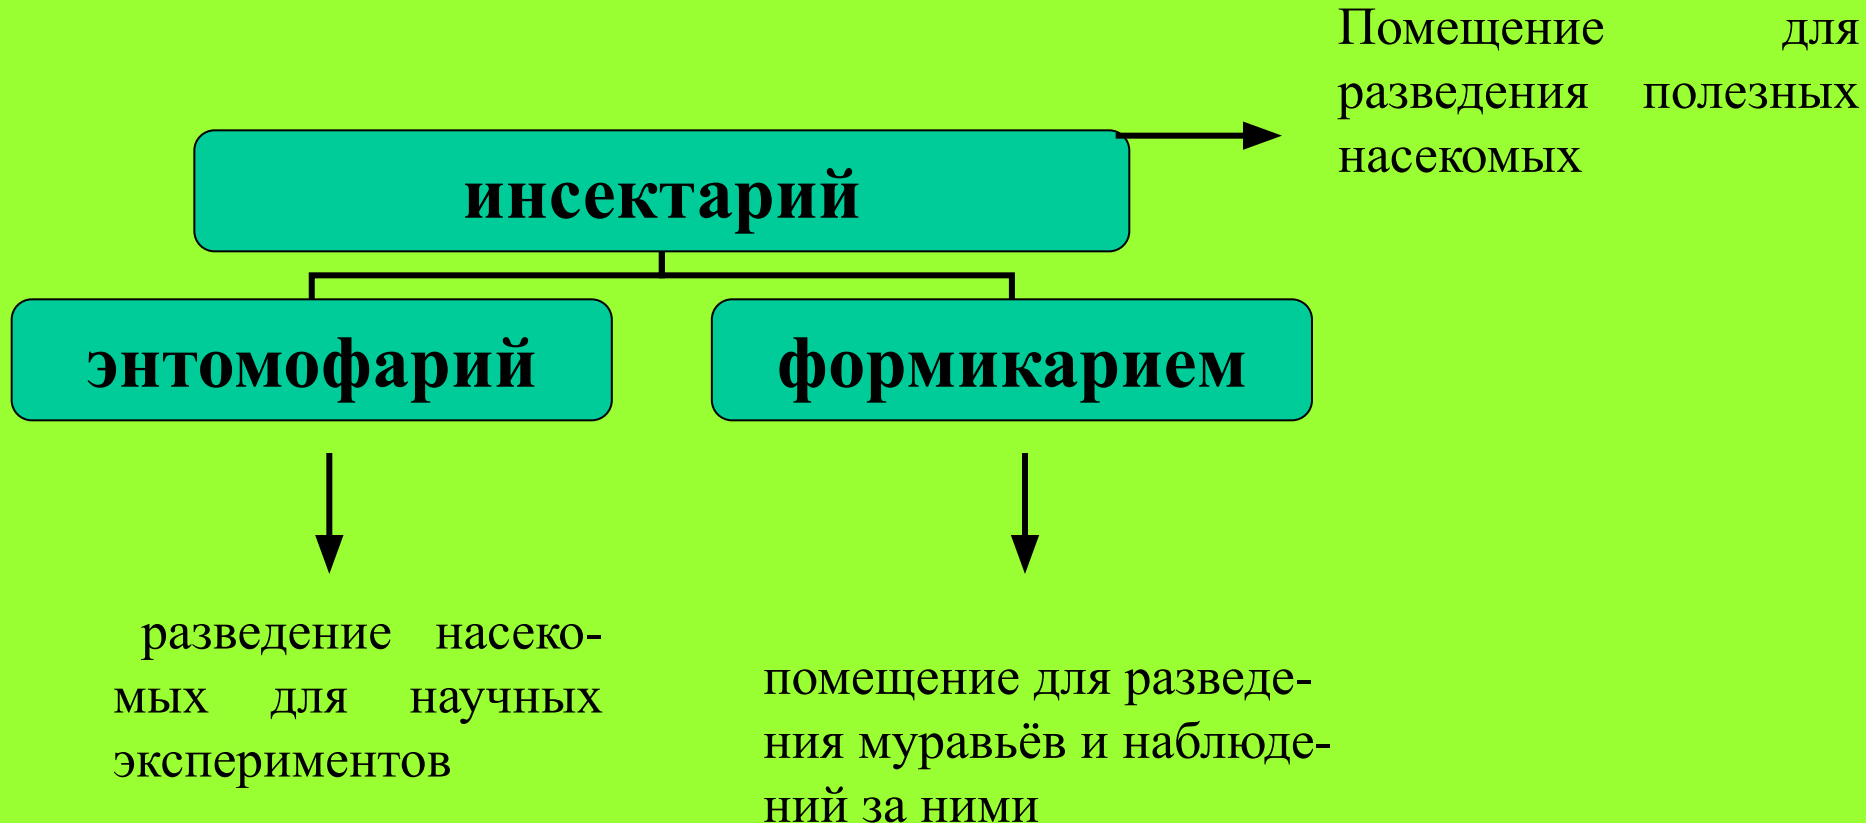 Помещение для
разведения полезных
насекомых
инсектарий
энтомофарий
формикарием
разведение насеко-
мых для научных
экспериментов
помещение для разведе-
ния муравьёв и наблюде-
ний за ними